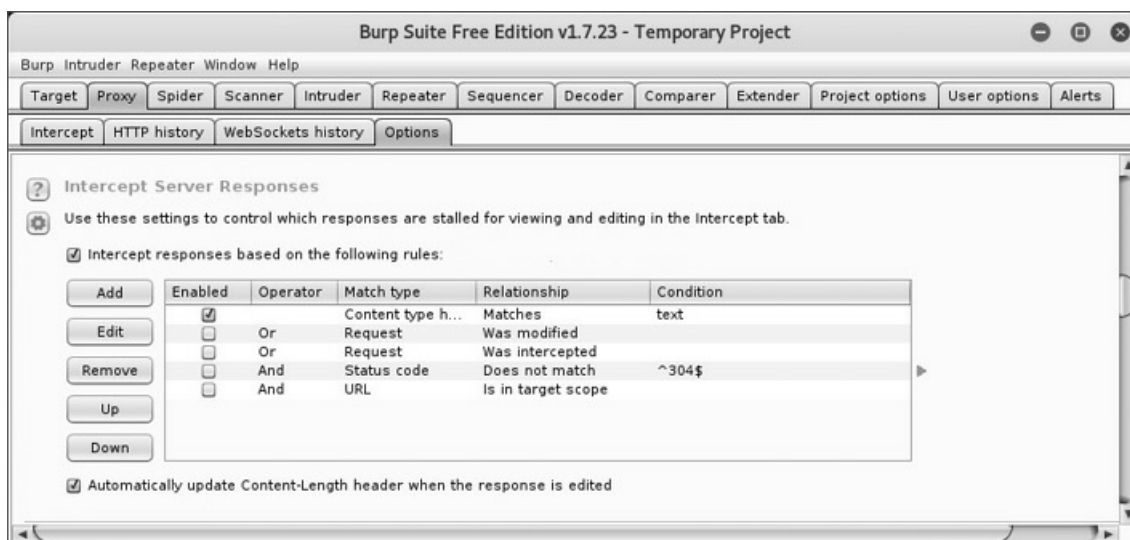 Burp Suite Free Edition v1.7.23 - Temporary Project
Burp Intruder Repeater Window Help
Target Proxy Spider Scanner Intruder Repeater Sequencer Decoder Comparer Extender Project options User options Alerts
Intercept HTTP history WebSockets history Options
? Intercept Server Responses
Use these settings to control which responses are stalled for viewing and editing in the Intercept tab.
Intercept responses based on the following rules:
Add Enabled Operator Match type Relationship Condition
Content type h... Matches text
Edit Or Request Was modified
Or Request Was intercepted
Remove And Status code Does not match ^304$
And URL Is in target scope
Up
Down
Automatically update Content-Length header when the response is edited